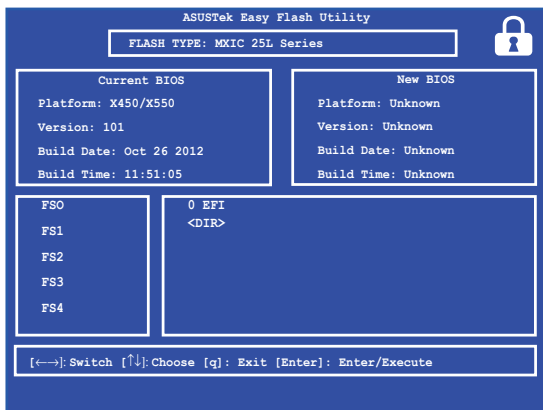 ASUSTek Easy Flash Utility
FLASH TYPE: MXIC 25L Series
Current BIOS
Platform: X450/X550
Version: 101
Build Date: Oct 26 2012
Build Time: 11:51:05
New BIOS
Platform: Unknown
Version: Unknown
Build Date: Unknown
Build Time: Unknown
FSO
FS1
FS2
FS3
FS4
0 EFI
<DIR>
[←→]: Switch [↑↓]: Choose [q]: Exit [Enter]: Enter/Execute